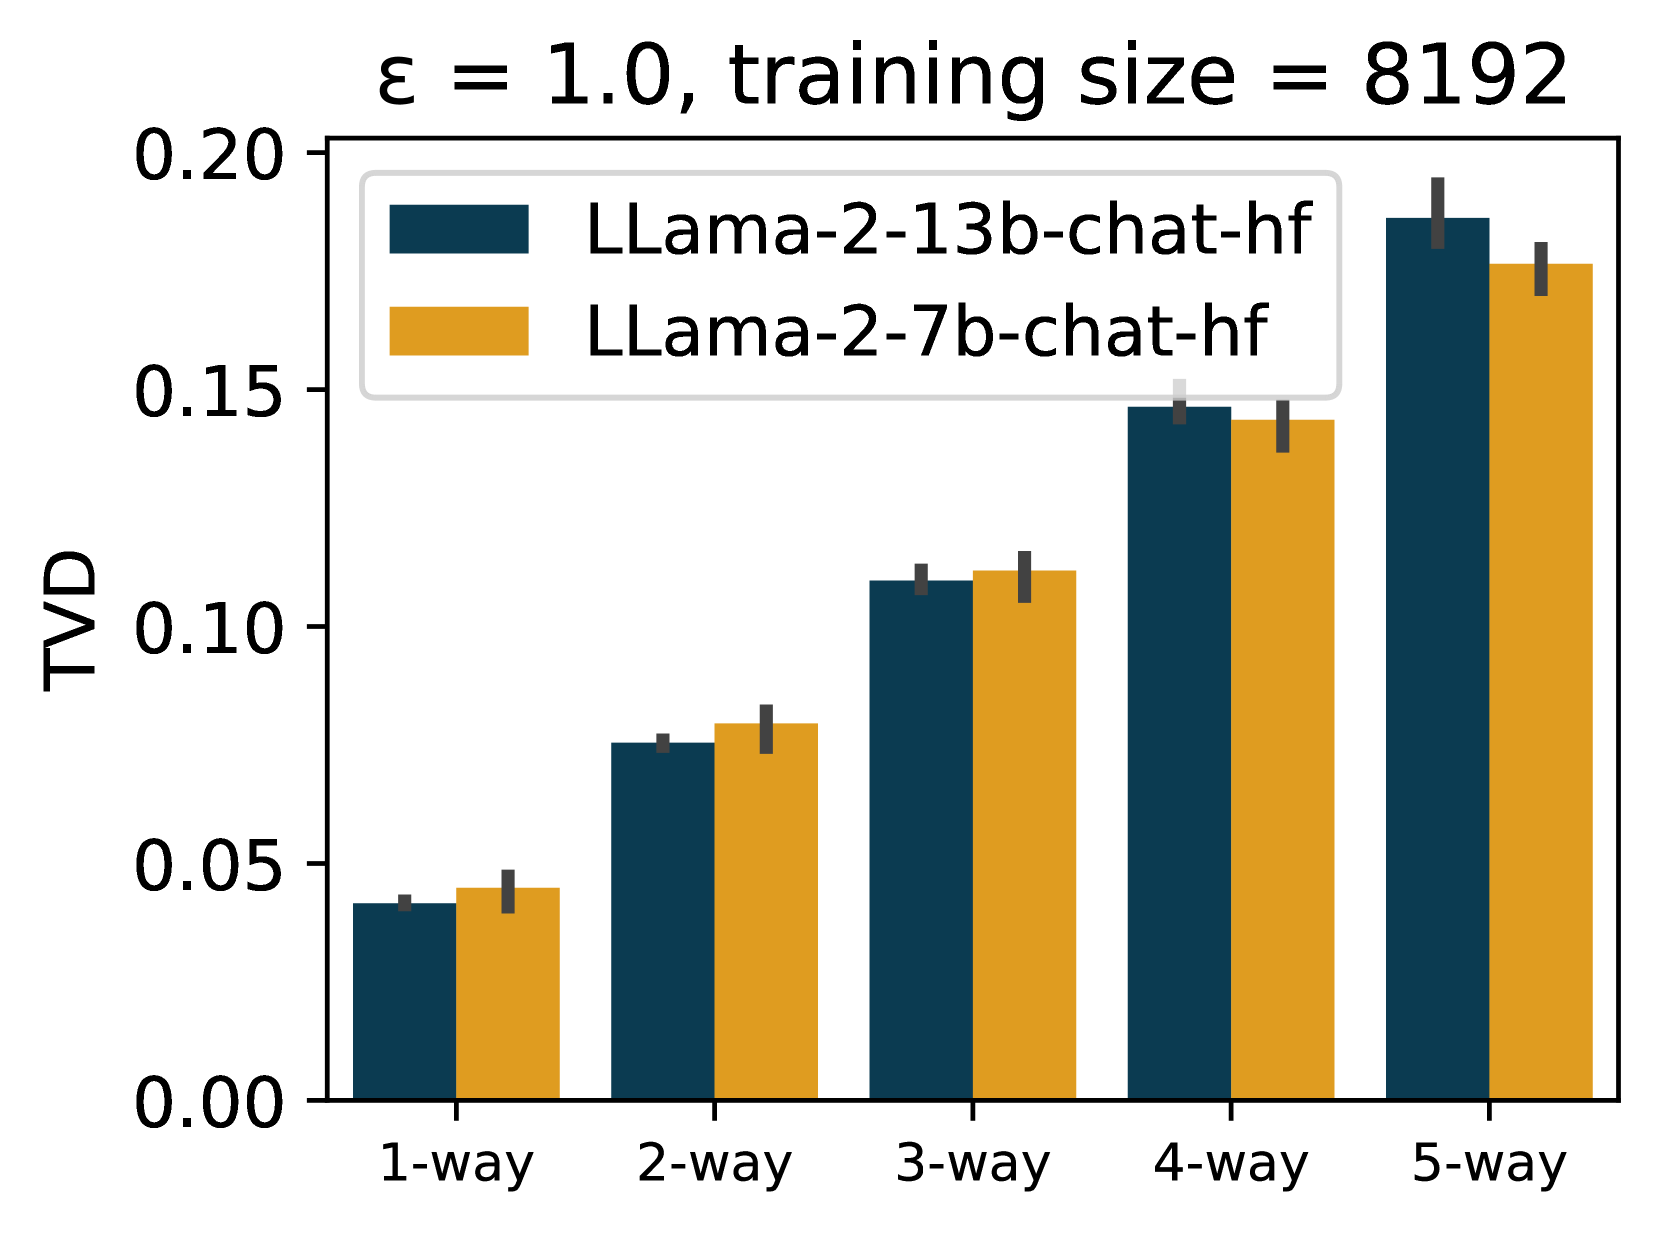 ε = 1.0, training size = 8192
LLama-2-13b-chat-hf
LLama-2-7b-chat-hf
TVD
0.20
0.15
0.10
0.05
0.00
1-way 2-way 3-way 4-way 5-way